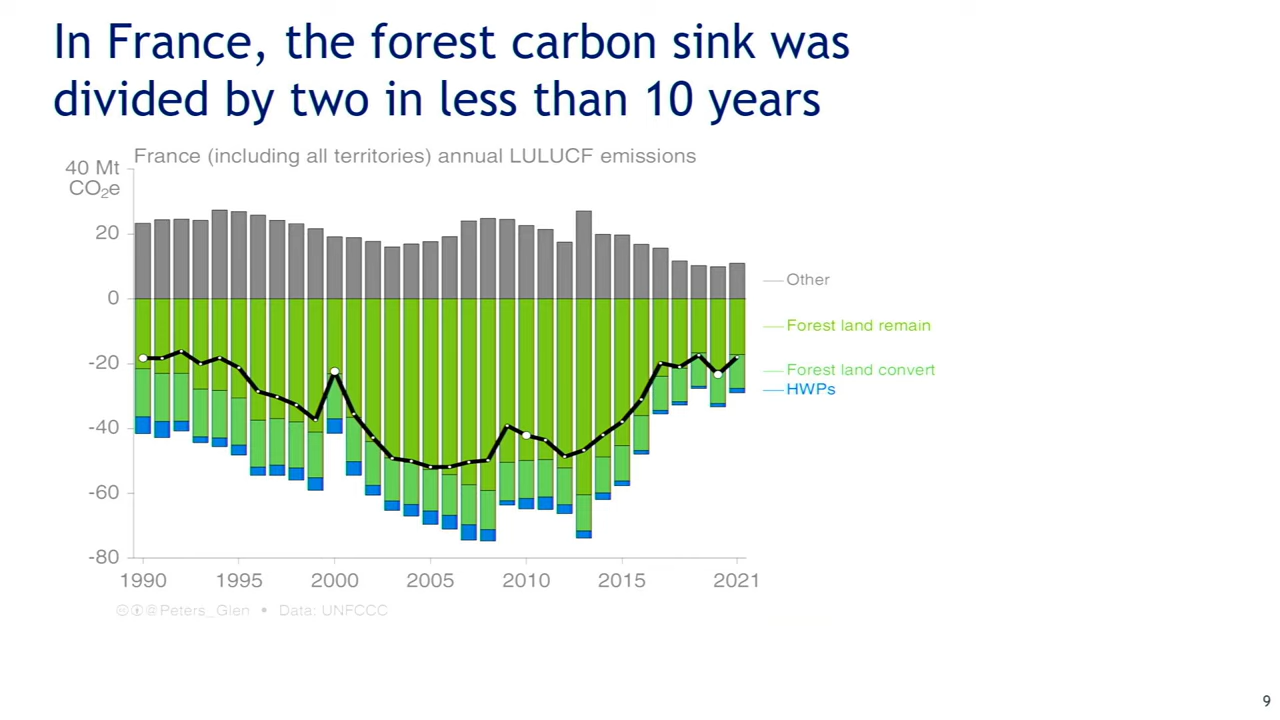 In France, the forest carbon sink was
divided by two in less than 10 years
France (including all territories) annual LULUCF emissions
40 Mt
CO₂e
20
0
-20
-40
-60
-80
1990 1995 2000 2005 2010 2015 2021
Other
Forest land remain
Forest land convert
HWPs
@Peters_Glen • Data: UNFCCC
9